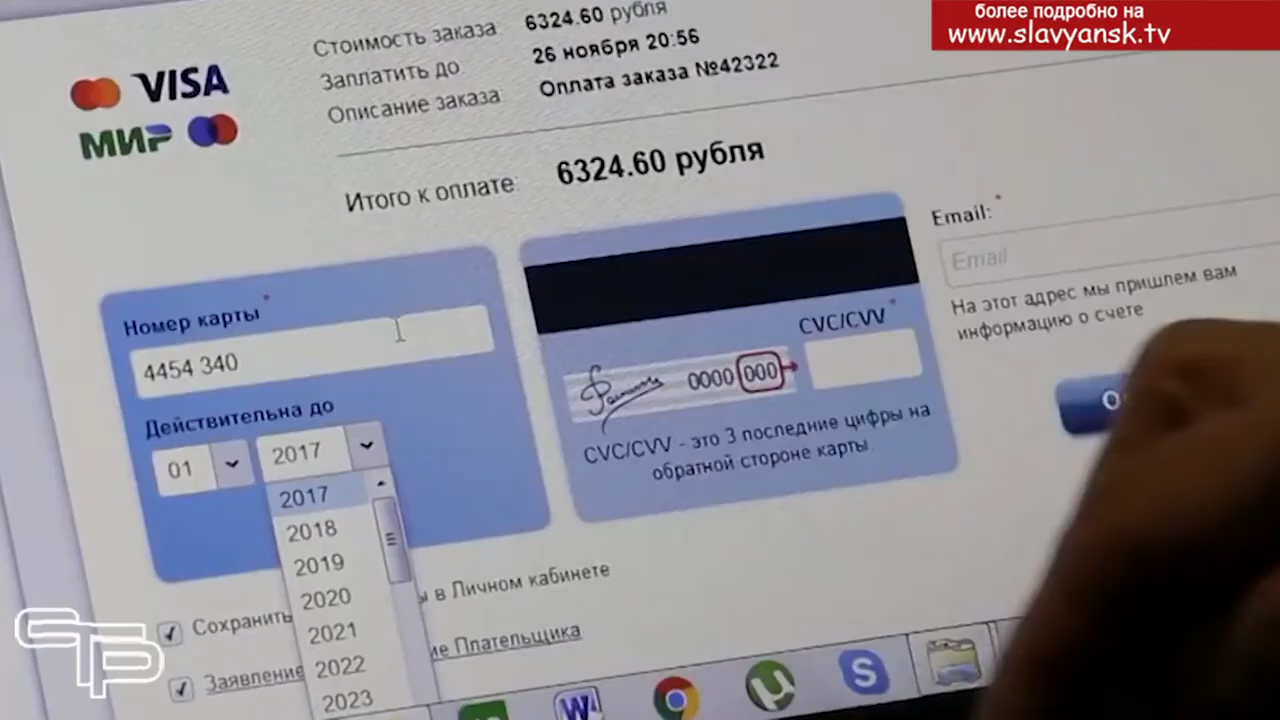 более подробно на
www.slavyansk.tv
VISA
МИР
Стоимость заказа: 6324.60 рубля
Заплатить до: 26 ноября 20:56
Описание заказа: Оплата заказа №42322
Итого к оплате: 6324.60 рубля
Номер карты *
4454 340
Действительна до
01 2017
2017
2018
2019
2020
2021
2022
2023
CVC/CVV *
0000 000
CVC/CVV - это 3 последние цифры на
обратной стороне карты.
Email: *
Email
На этот адрес мы пришлем вам
информацию о счете
Сохранить
в Личном кабинете
Заявление
Плательщика
СТВ
W
µ
S